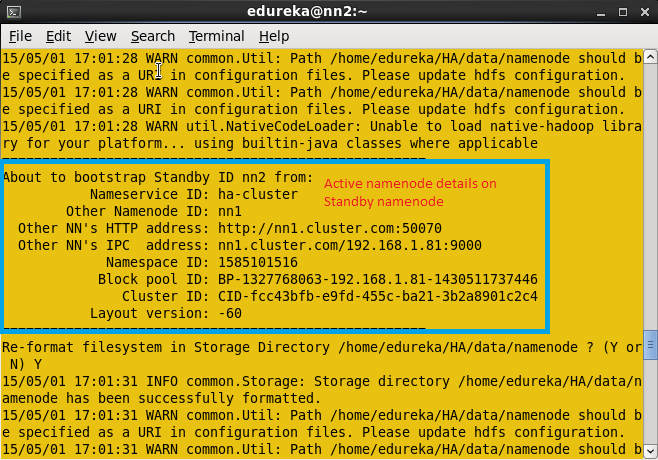 edureka@nn2:~
File Edit View Search Terminal Help
15/05/01 17:01:28 WARN common.Util: Path /home/edureka/HA/data/namenode should b
e specified as a URI in configuration files. Please update hdfs configuration.
15/05/01 17:01:28 WARN common.Util: Path /home/edureka/HA/data/namenode should b
e specified as a URI in configuration files. Please update hdfs configuration.
15/05/01 17:01:28 WARN util.NativeCodeLoader: Unable to load native-hadoop libra
ry for your platform... using builtin-java classes where applicable
=====================================================
About to bootstrap Standby ID nn2 from:
Active namenode details on
Standby namenode
Nameservice ID: ha-cluster
Other Namenode ID: nn1
Other NN's HTTP address: http://nn1.cluster.com:50070
Other NN's IPC  address: nn1.cluster.com/192.168.1.81:9000
Namespace ID: 1585101516
Block pool ID: BP-1327768063-192.168.1.81-1430511737446
Cluster ID: CID-fcc43bfb-e9fd-455c-ba21-3b2a8901c2c4
Layout version: -60
=====================================================
Re-format filesystem in Storage Directory /home/edureka/HA/data/namenode ? (Y or
 N) Y
15/05/01 17:01:31 INFO common.Storage: Storage directory /home/edureka/HA/data/n
amenode has been successfully formatted.
15/05/01 17:01:31 WARN common.Util: Path /home/edureka/HA/data/namenode should b
e specified as a URI in configuration files. Please update hdfs configuration.
15/05/01 17:01:31 WARN common.Util: Path /home/edureka/HA/data/namenode should b